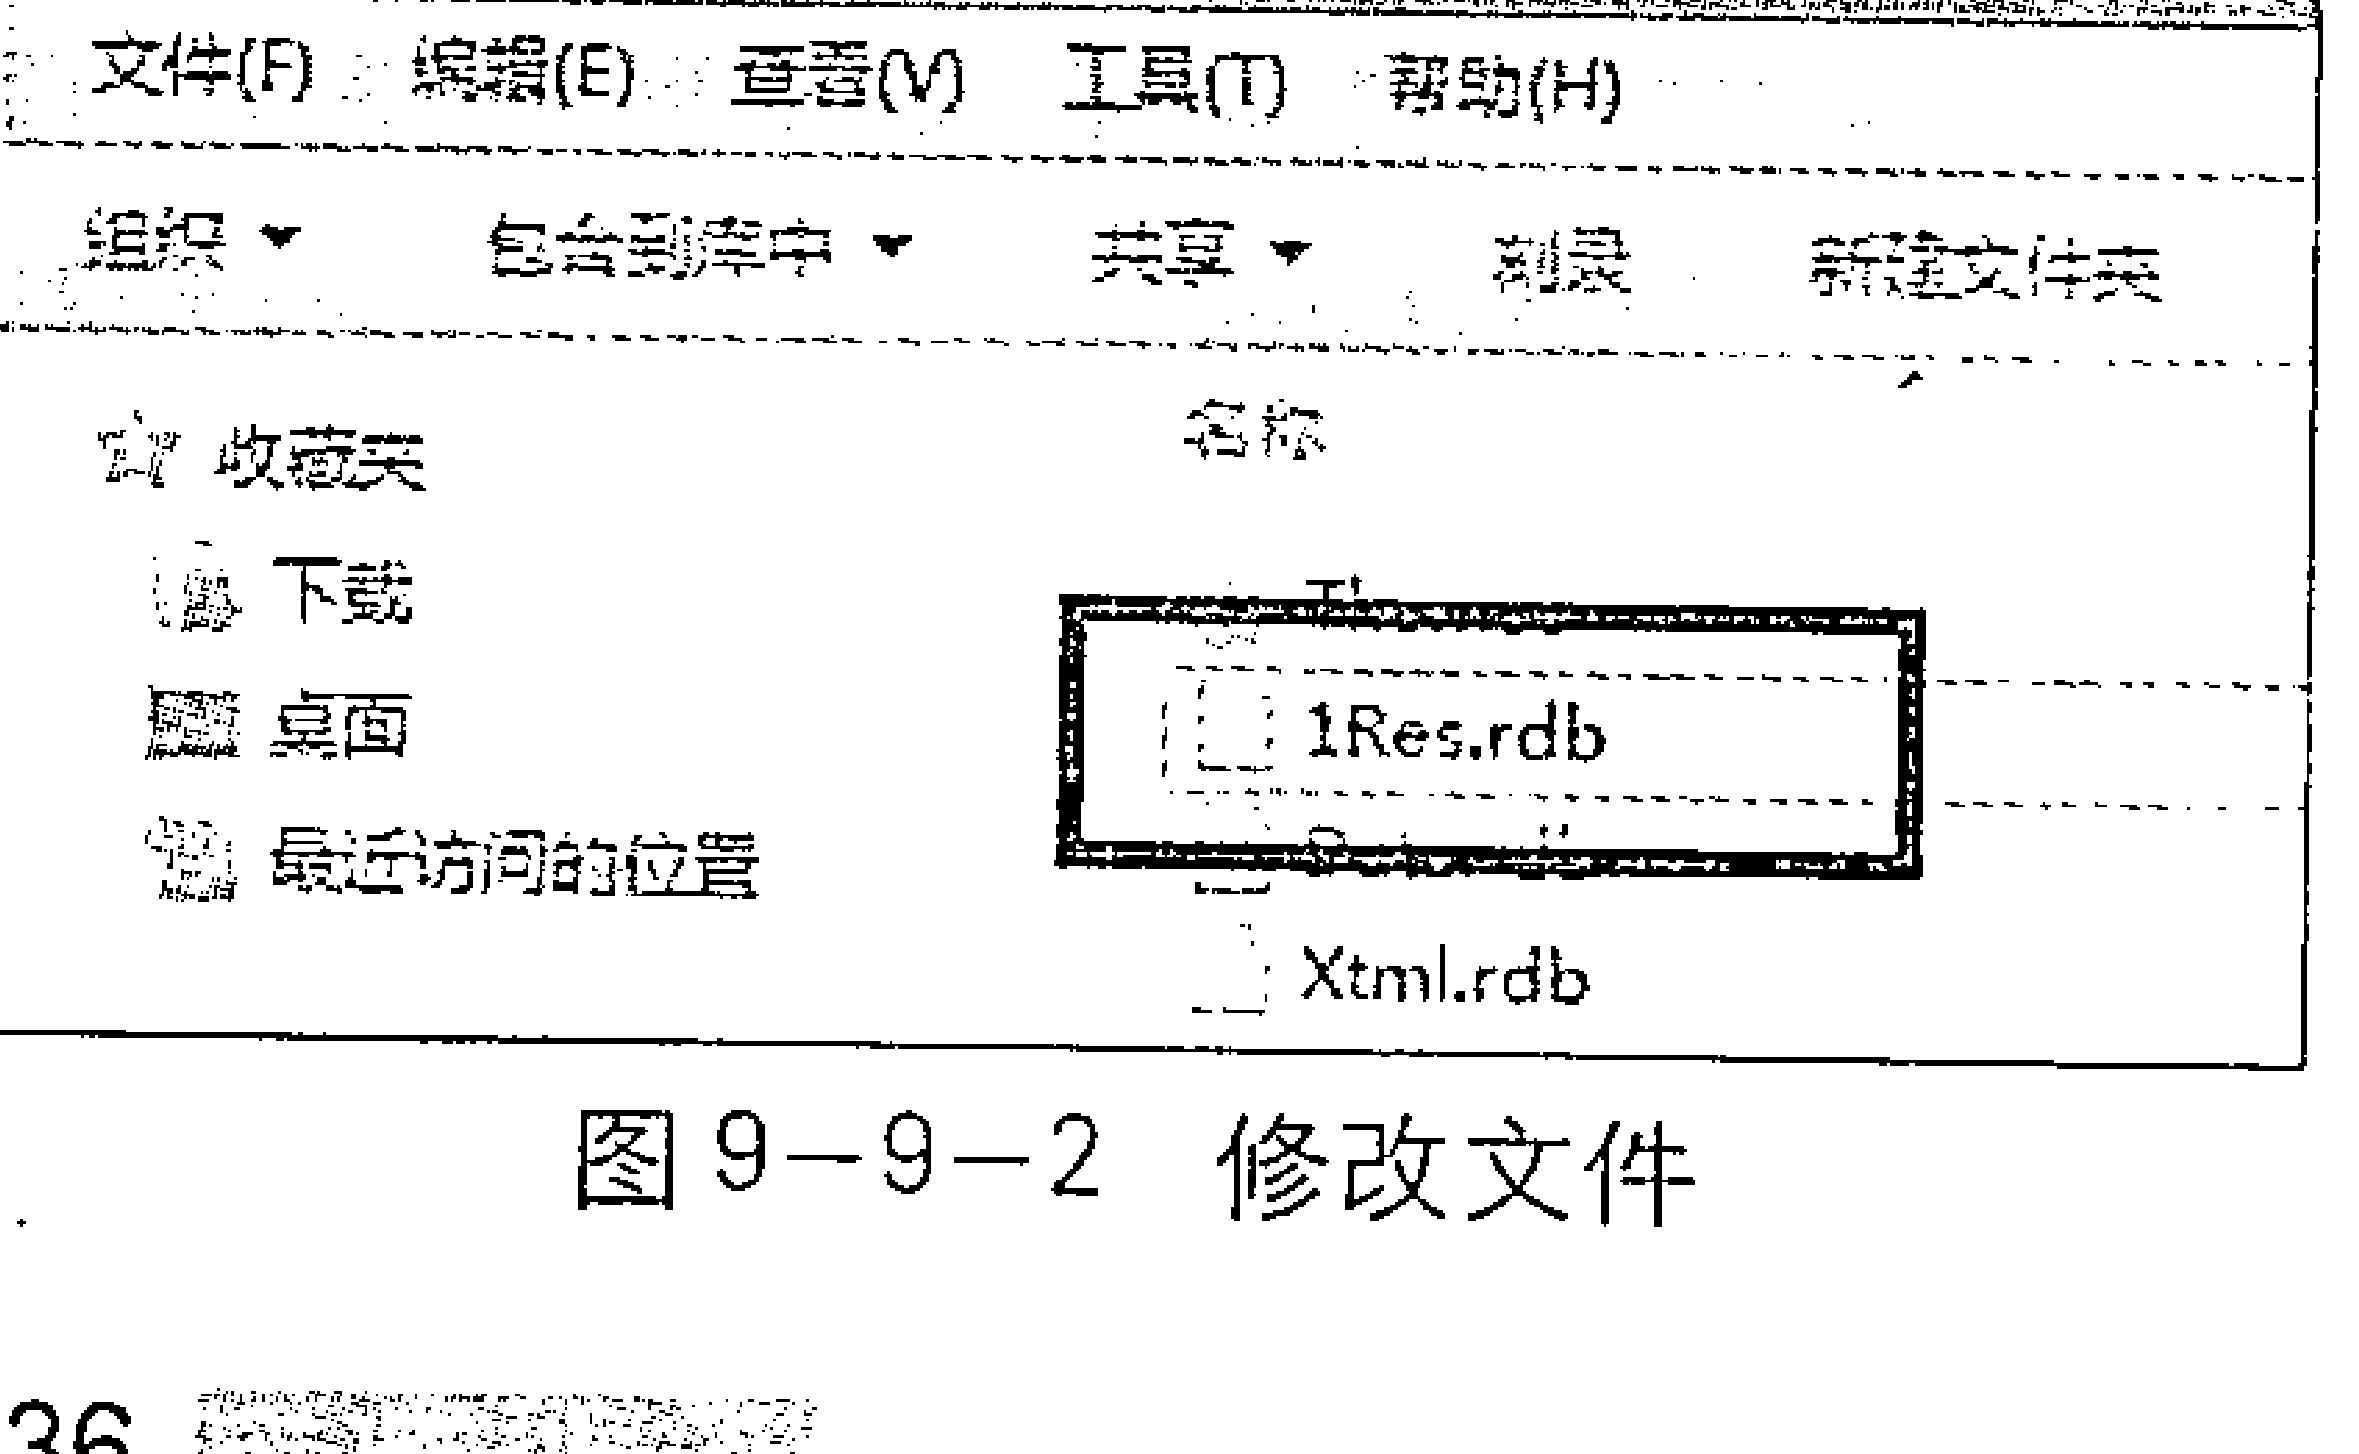 文件(F) 编辑(E) 查看(V) 工具(T) 帮助(H)
组织 包含到库中 共享 刻录 新建文件夹
名称
收藏夹
下载
桌面
1Res.rdb
最近访问的位置
Xtml.rdb
图 9－9－2 修改文件
36